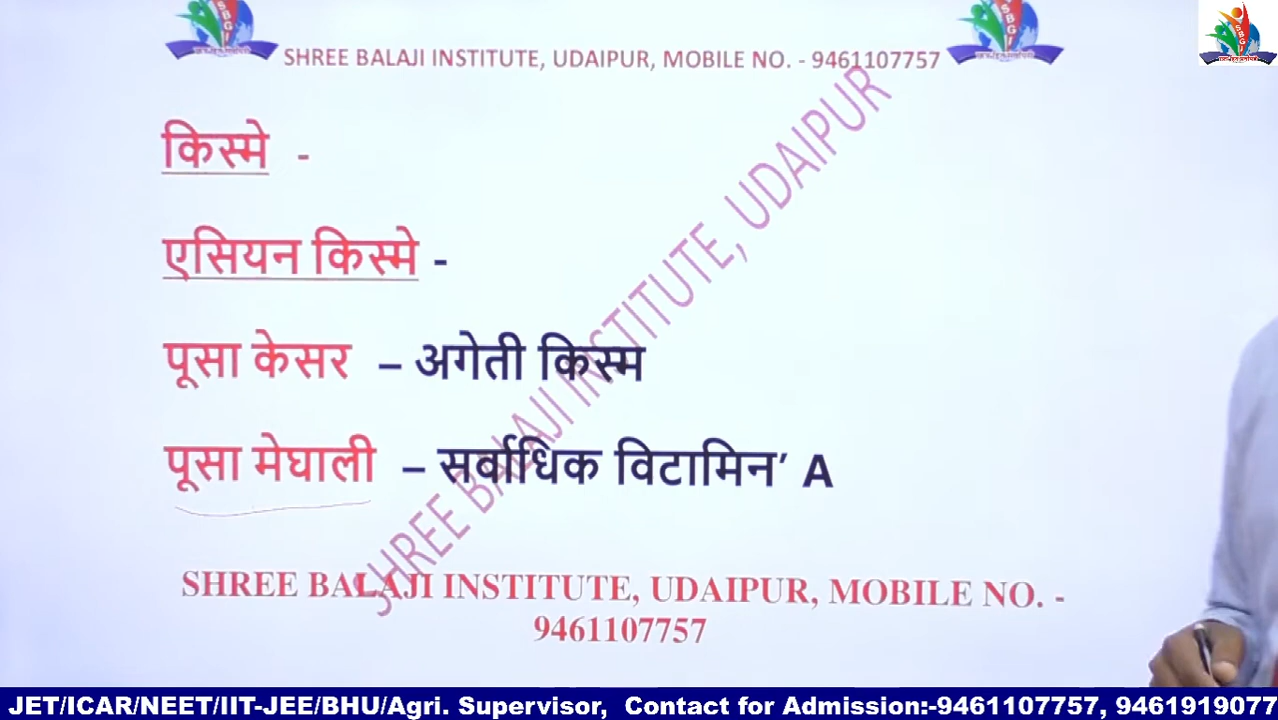 SHREE BALAJI INSTITUTE, UDAIPUR, MOBILE NO. - 9461107757
किस्मे -
एसियन किस्मे -
पूसा केसर – अगेती किस्म
पूसा मेघाली – सर्वाधिक विटामिन’ A
SHREE BALAJI INSTITUTE, UDAIPUR
SHREE BALAJI INSTITUTE, UDAIPUR, MOBILE NO. -
9461107757
JET/ICAR/NEET/IIT-JEE/BHU/Agri. Supervisor, Contact for Admission:-9461107757, 9461919077